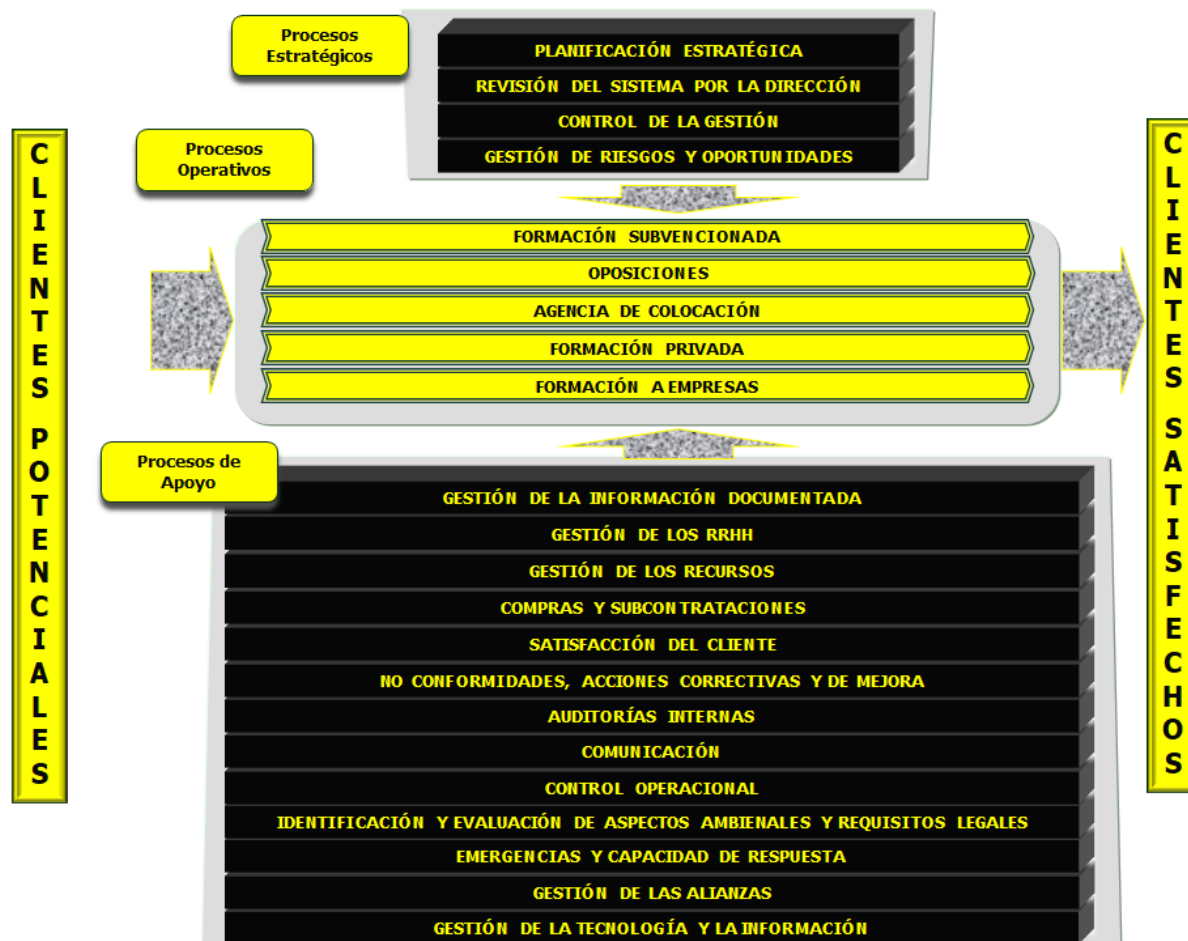 Procesos
Estratégicos
PLANIFICACIÓN ESTRATÉGICA
REVISIÓN DEL SISTEMA POR LA DIRECCIÓN
CONTROL DE LA GESTIÓN
GESTIÓN DE RIESGOS Y OPORTUNIDADES
CLIENTES POTENCIALES
Procesos
Operativos
FORMACIÓN SUBVENCIONADA
OPOSICIONES
AGENCIA DE COLOCACIÓN
FORMACIÓN PRIVADA
FORMACIÓN A EMPRESAS
CLIENTES SATISFECHOS
Procesos de
Apoyo
GESTIÓN DE LA INFORMACIÓN DOCUMENTADA
GESTIÓN DE LOS RRHH
GESTIÓN DE LOS RECURSOS
COMPRAS Y SUBCONTRATACIONES
SATISFACCIÓN DEL CLIENTE
NO CONFORMIDADES, ACCIONES CORRECTIVAS Y DE MEJORA
AUDITORÍAS INTERNAS
COMUNICACIÓN
CONTROL OPERACIONAL
IDENTIFICACIÓN Y EVALUACIÓN DE ASPECTOS AMBIENALES Y REQUISITOS LEGALES
EMERGENCIAS Y CAPACIDAD DE RESPUESTA
GESTIÓN DE LAS ALIANZAS
GESTIÓN DE LA TECNOLOGÍA Y LA INFORMACIÓN